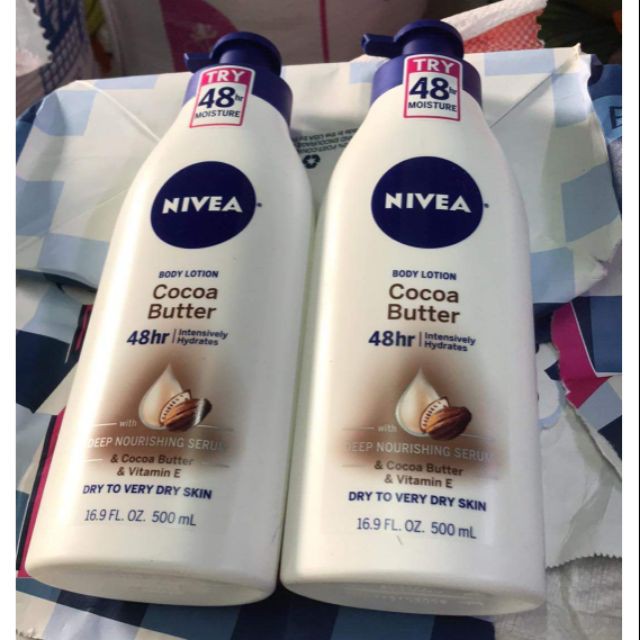 TRY
48hr
MOISTURE
NIVEA
BODY LOTION
Cocoa
Butter
48hr | Intensively
Hydrates
with
DEEP NOURISHING SERUM
& Cocoa Butter
& Vitamin E
DRY TO VERY DRY SKIN
16.9 FL. OZ. 500 mL
TRY
48hr
MOISTURE
NIVEA
BODY LOTION
Cocoa
Butter
48hr | Intensively
Hydrates
with
DEEP NOURISHING SERUM
& Cocoa Butter
& Vitamin E
DRY TO VERY DRY SKIN
16.9 FL. OZ. 500 mL